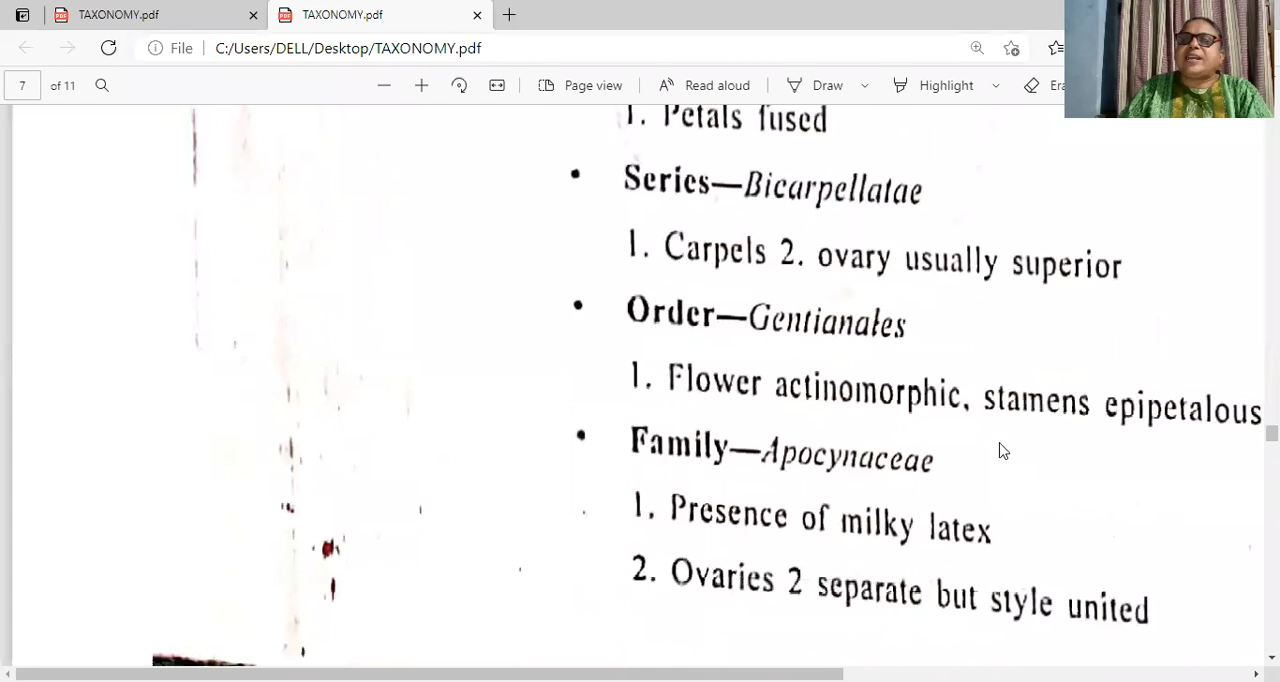 TAXONOMY.pdf
TAXONOMY.pdf
File
C:/Users/DELL/Desktop/TAXONOMY.pdf
7 of 11
Page view
Read aloud
Draw
Highlight
Era
1. Petals fused
• Series—Bicarpellatae
1. Carpels 2. ovary usually superior
• Order—Gentianales
1. Flower actinomorphic, stamens epipetalous
• Family—Apocynaceae
1. Presence of milky latex
2. Ovaries 2 separate but style united